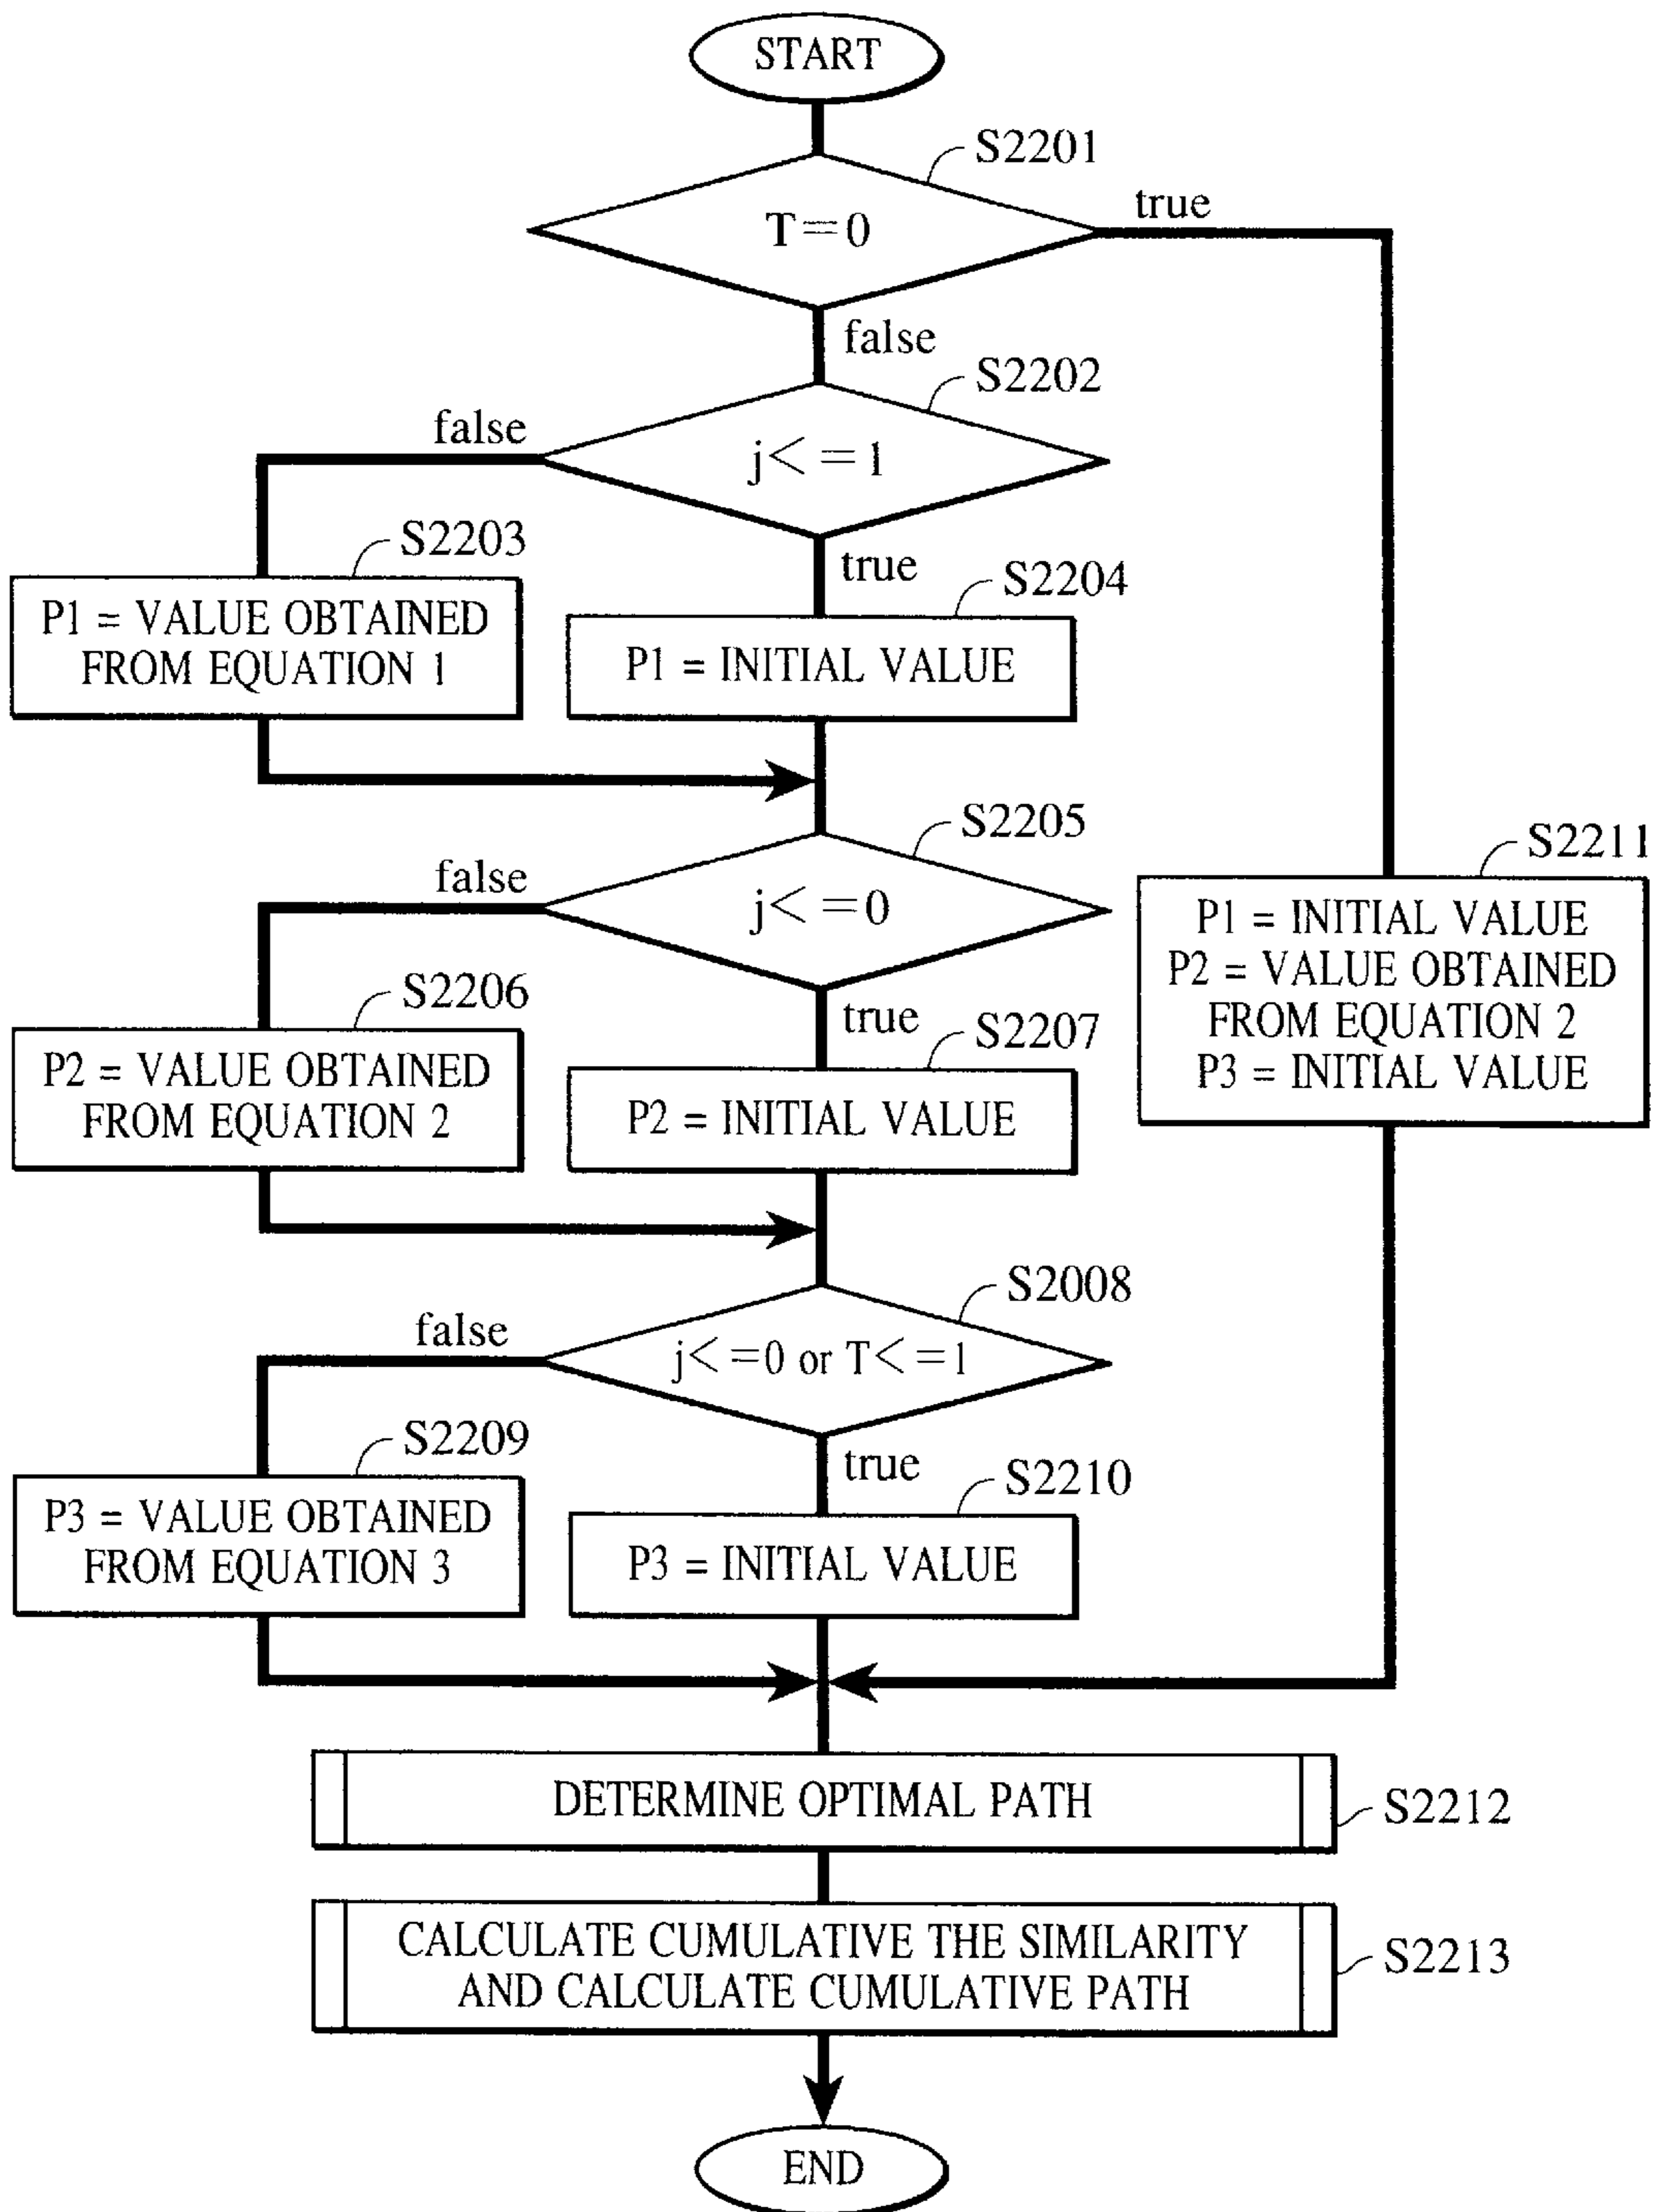 START
S2201
T=0
true
false
S2202
j<=1
false
true
S2203
P1 = VALUE OBTAINED
FROM EQUATION 1
S2204
P1 = INITIAL VALUE
S2205
j<=0
false
true
S2206
P2 = VALUE OBTAINED
FROM EQUATION 2
S2207
P2 = INITIAL VALUE
S2211
P1 = INITIAL VALUE
P2 = VALUE OBTAINED
FROM EQUATION 2
P3 = INITIAL VALUE
S2008
j<=0 or T<=1
false
true
S2209
P3 = VALUE OBTAINED
FROM EQUATION 3
S2210
P3 = INITIAL VALUE
DETERMINE OPTIMAL PATH
S2212
CALCULATE CUMULATIVE THE SIMILARITY
AND CALCULATE CUMULATIVE PATH
S2213
END